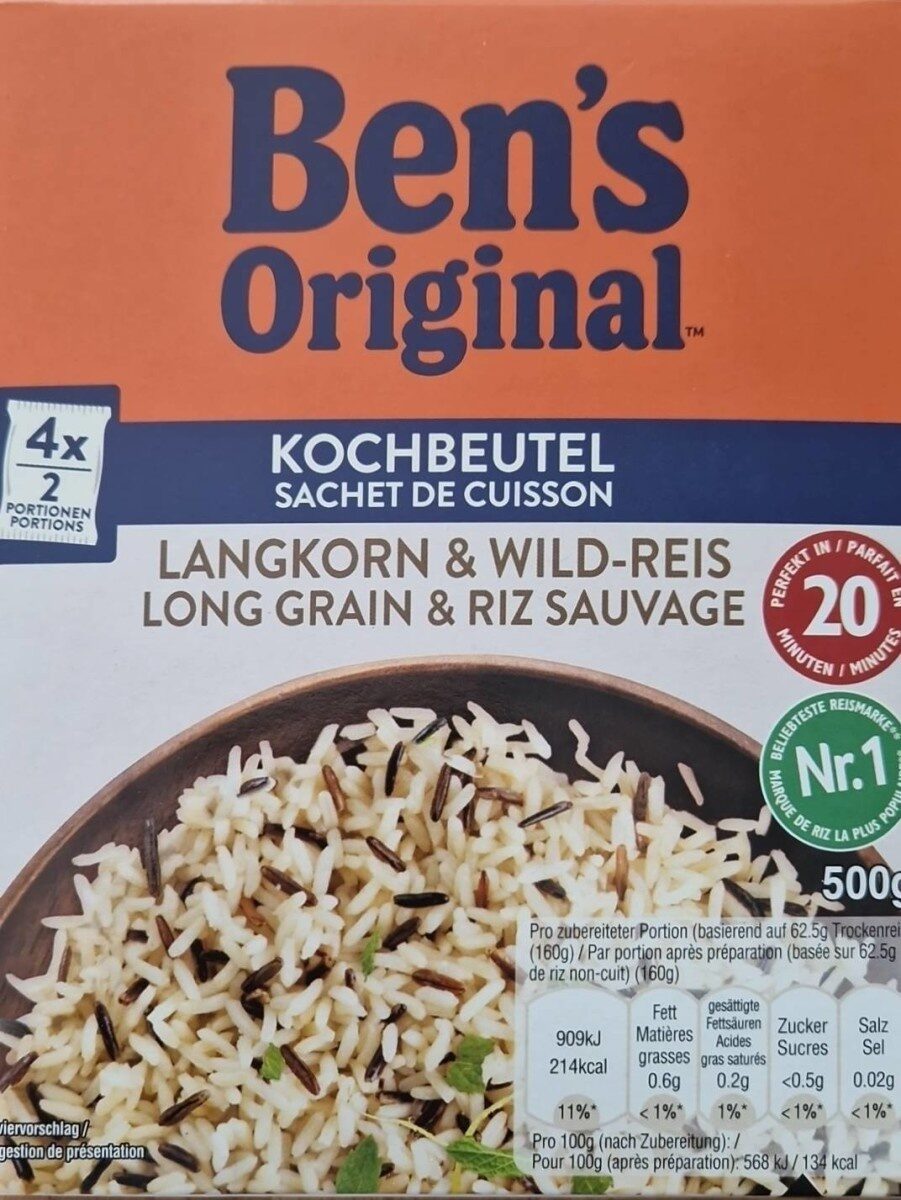 Ben's
Original™
4x
2
PORTIONEN
PORTIONS
KOCHBEUTEL
SACHET DE CUISSON
LANGKORN & WILD-REIS
LONG GRAIN & RIZ SAUVAGE
PERFEKT IN / PARFAIT EN
20
MINUTEN / MINUTES
BELIEBTESTE REISMARKE**
Nr.1
MARQUE DE RIZ LA PLUS
500g
Pro zubereiteter Portion (basierend auf 62.5g
(160g) / Par portion après préparation (basée sur 62.5g
de riz non-cuit) (160g)
909kJ
214kcal
11%*
Fett
Matières
grasses
0.6g
< 1%*
gesättigte
Fettsäuren
Acides
gras saturés
0.2g
1%*
Zucker
Sucres
<0.5g
< 1%*
Salz
Sel
0.02g
< 1%*
Pro 100g (nach Zubereitung): /
Pour 100g (après préparation): 568 kJ / 134 kcal
viervorschlag /
gestion de présentation